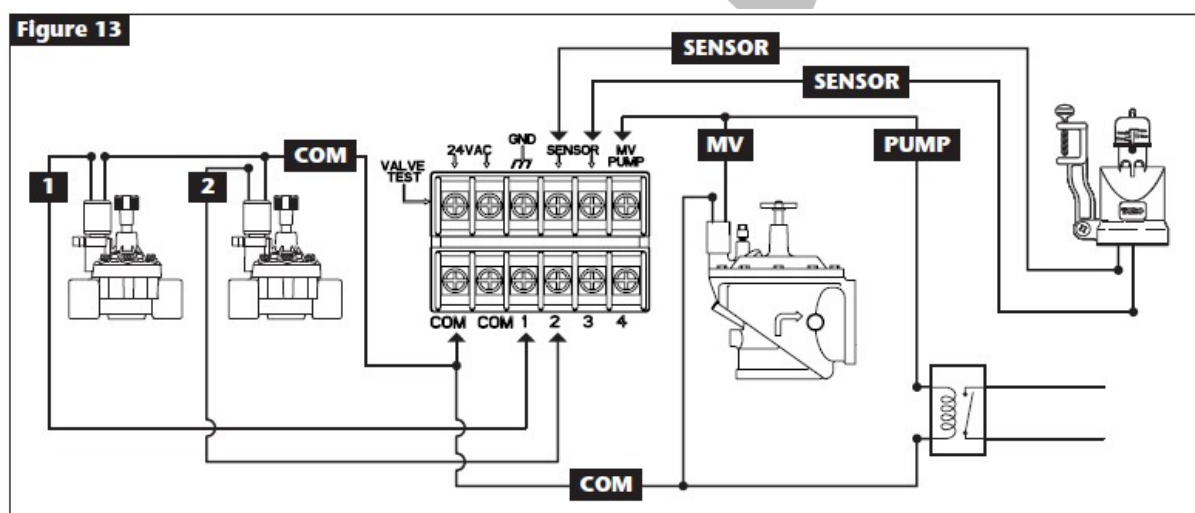 Figure 13
SENSOR
SENSOR
MV
PUMP
COM
1
2
24VAC
GND
SENSOR
MV
PUMP
VALVE
TEST
COM
COM
1
2
3
4
COM
TORO